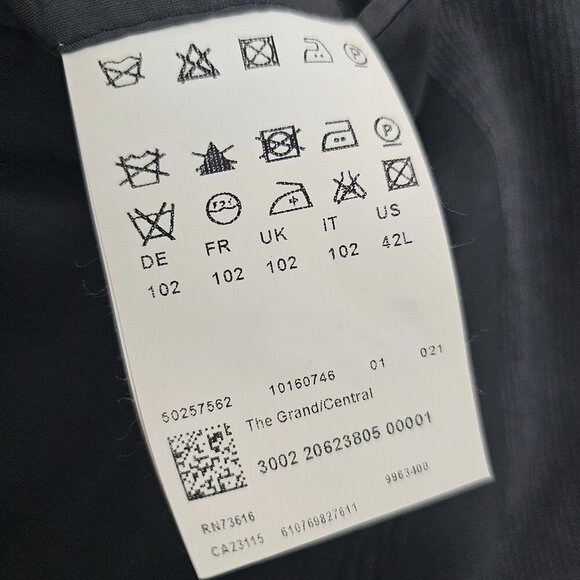 P
P
DE FR UK IT US
102 102 102 102 42L
50257562 10160746 01 021
The Grand/Central
3002 20623805 00001
RN73616
CA23115 610769827611 9963400